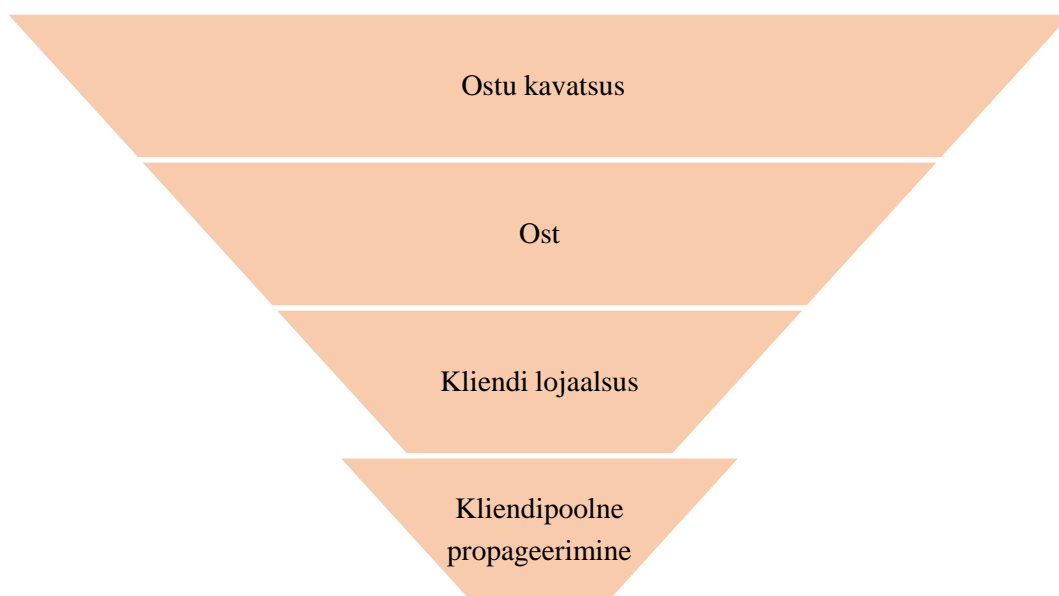 Ostu kavatsus
Ost
Kliendi lojaalsus
Kliendipoolne
propageerimine